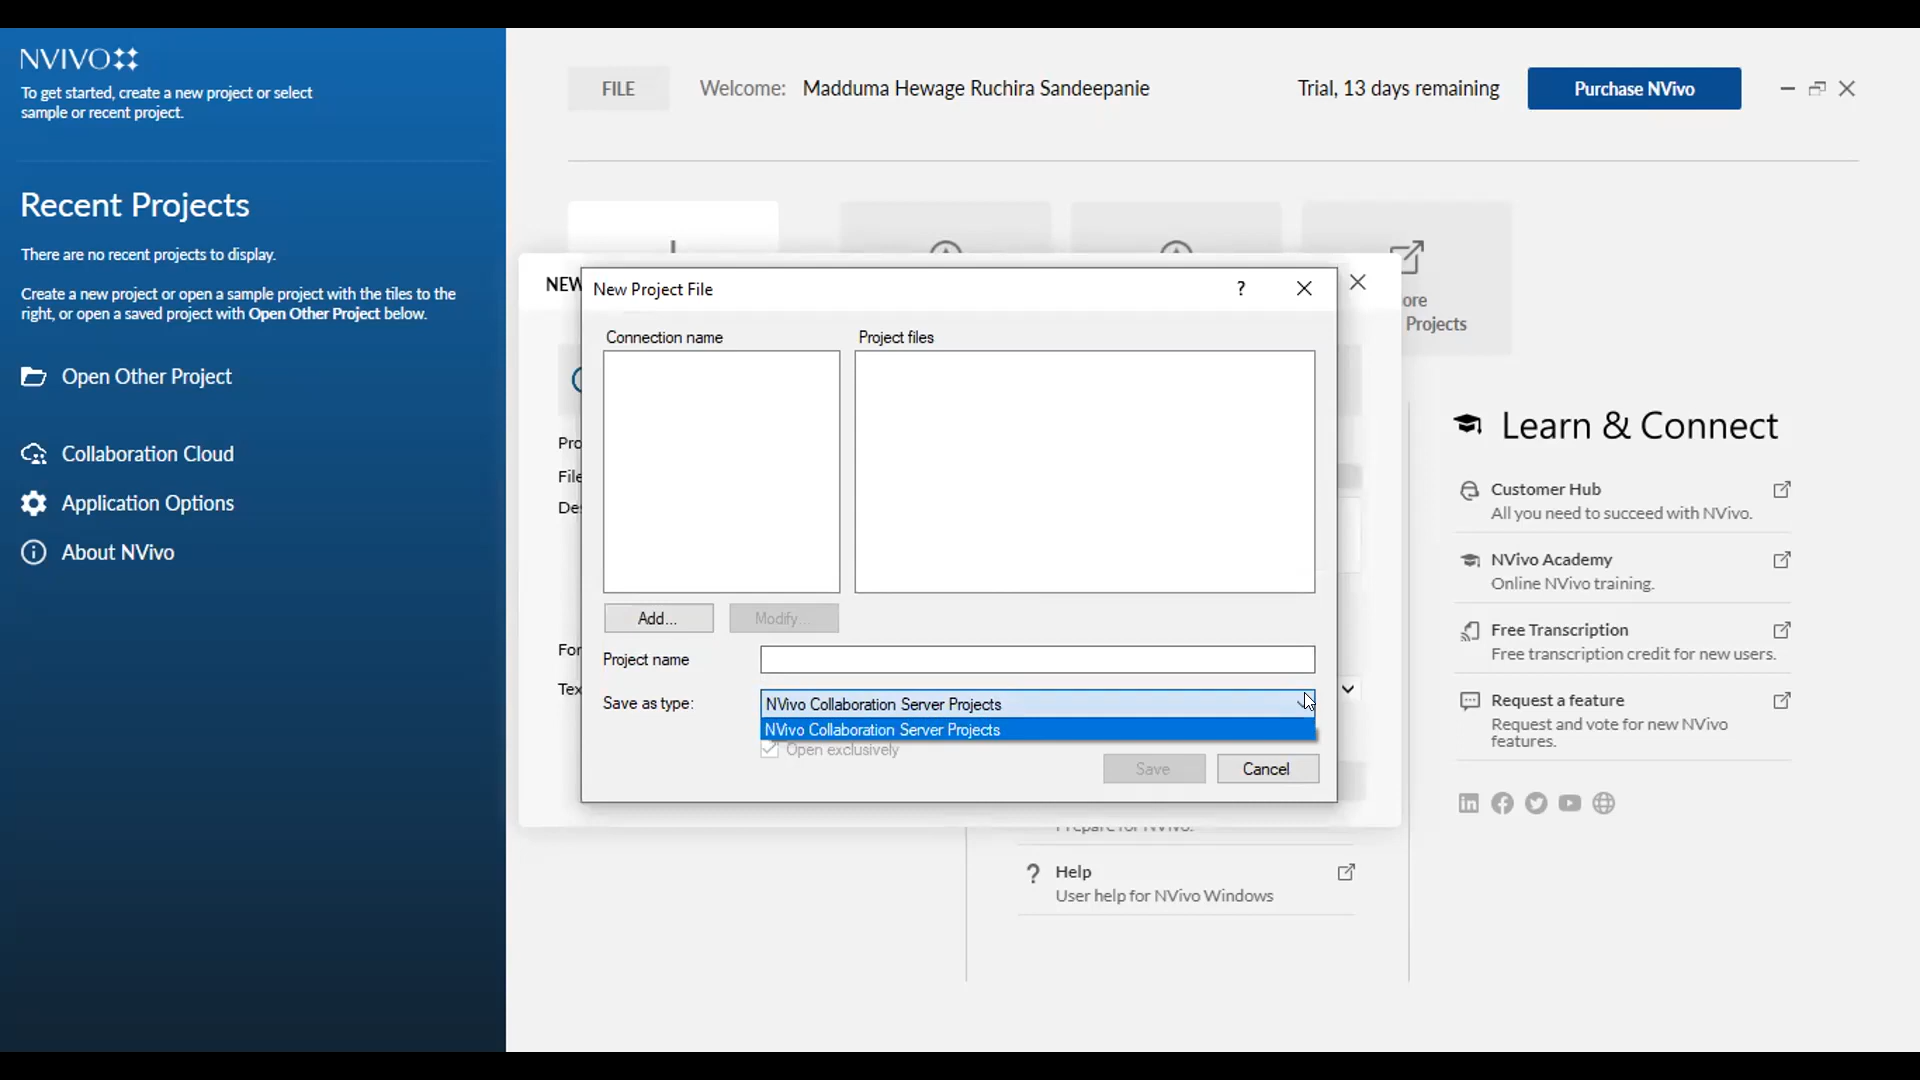 NVIVO
To get started, create a new project or select
sample or recent project.
Recent Projects
There are no recent projects to display.
Create a new project or open a sample project with the tiles to the
right, or open a saved project with Open Other Project below.
Open Other Project
Collaboration Cloud
Application Options
About NVivo
FILE
Welcome: Madduma Hewage Ruchira Sandeepanie
Trial, 13 days remaining
Purchase NVivo
Projects
NEW
New Project File
?
Connection name
Project files
Add...
Modify...
Project name
Save as type:
NVivo Collaboration Server Projects
NVivo Collaboration Server Projects
Open exclusively
Save
Cancel
Help
User help for NVivo Windows
Learn & Connect
Customer Hub
All you need to succeed with NVivo.
NVivo Academy
Online NVivo training.
Free Transcription
Free transcription credit for new users.
Request a feature
Request and vote for new NVivo
features.